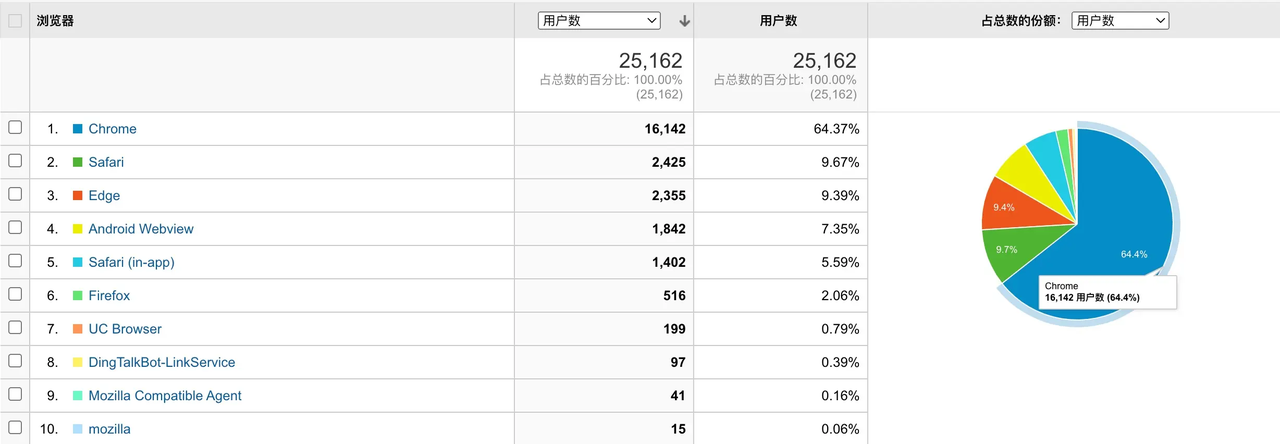 浏览器 用户数 用户数 占总数的份额： 用户数
25,162 25,162
占总数的百分比: 100.00% 占总数的百分比: 100.00%
(25,162) (25,162)
1. Chrome 16,142 64.37%
2. Safari 2,425 9.67%
3. Edge 2,355 9.39%
4. Android Webview 1,842 7.35%
5. Safari (in-app) 1,402 5.59%
6. Firefox 516 2.06%
7. UC Browser 199 0.79%
8. DingTalkBot-LinkService 97 0.39%
9. Mozilla Compatible Agent 41 0.16%
10. mozilla 15 0.06%
9.4%
9.7%
64.4%
Chrome
16,142 用户数 (64.4%)